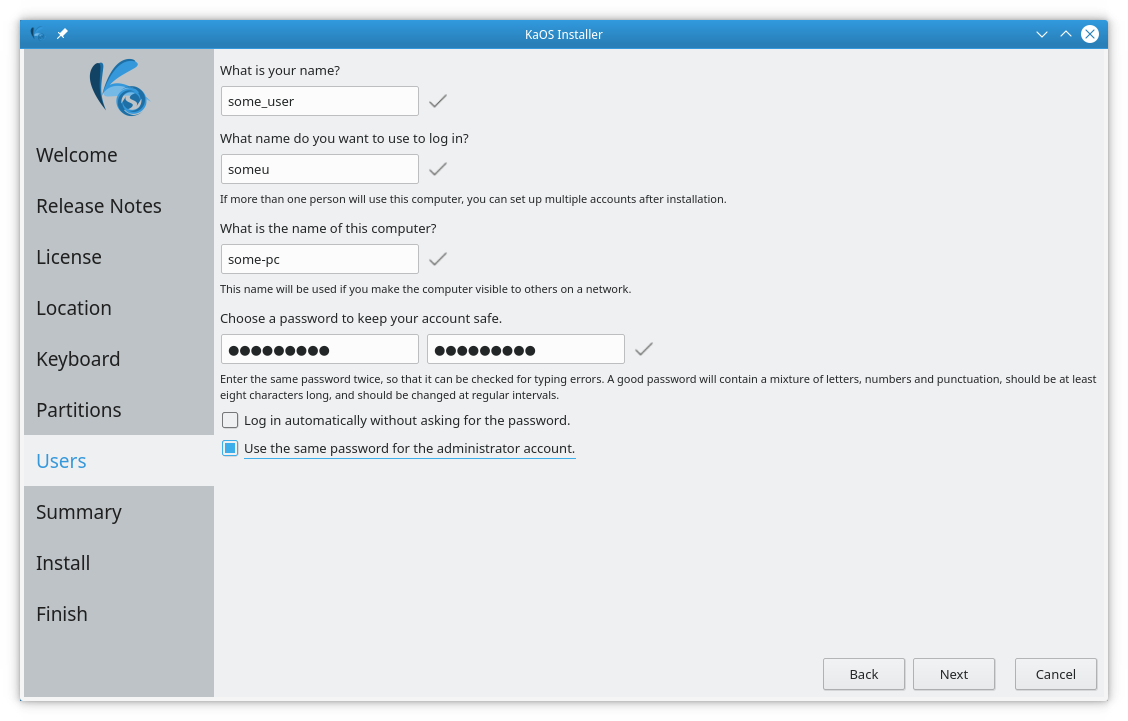 KaOS Installer
Welcome
Release Notes
License
Location
Keyboard
Partitions
Users
Summary
Install
Finish
What is your name?
some_user
What name do you want to use to log in?
someu
If more than one person will use this computer, you can set up multiple accounts after installation.
What is the name of this computer?
some-pc
This name will be used if you make the computer visible to others on a network.
Choose a password to keep your account safe.
●●●●●●●●● ●●●●●●●●●
Enter the same password twice, so that it can be checked for typing errors. A good password will contain a mixture of letters, numbers and punctuation, should be at least
eight characters long, and should be changed at regular intervals.
Log in automatically without asking for the password.
Use the same password for the administrator account.
Back Next Cancel